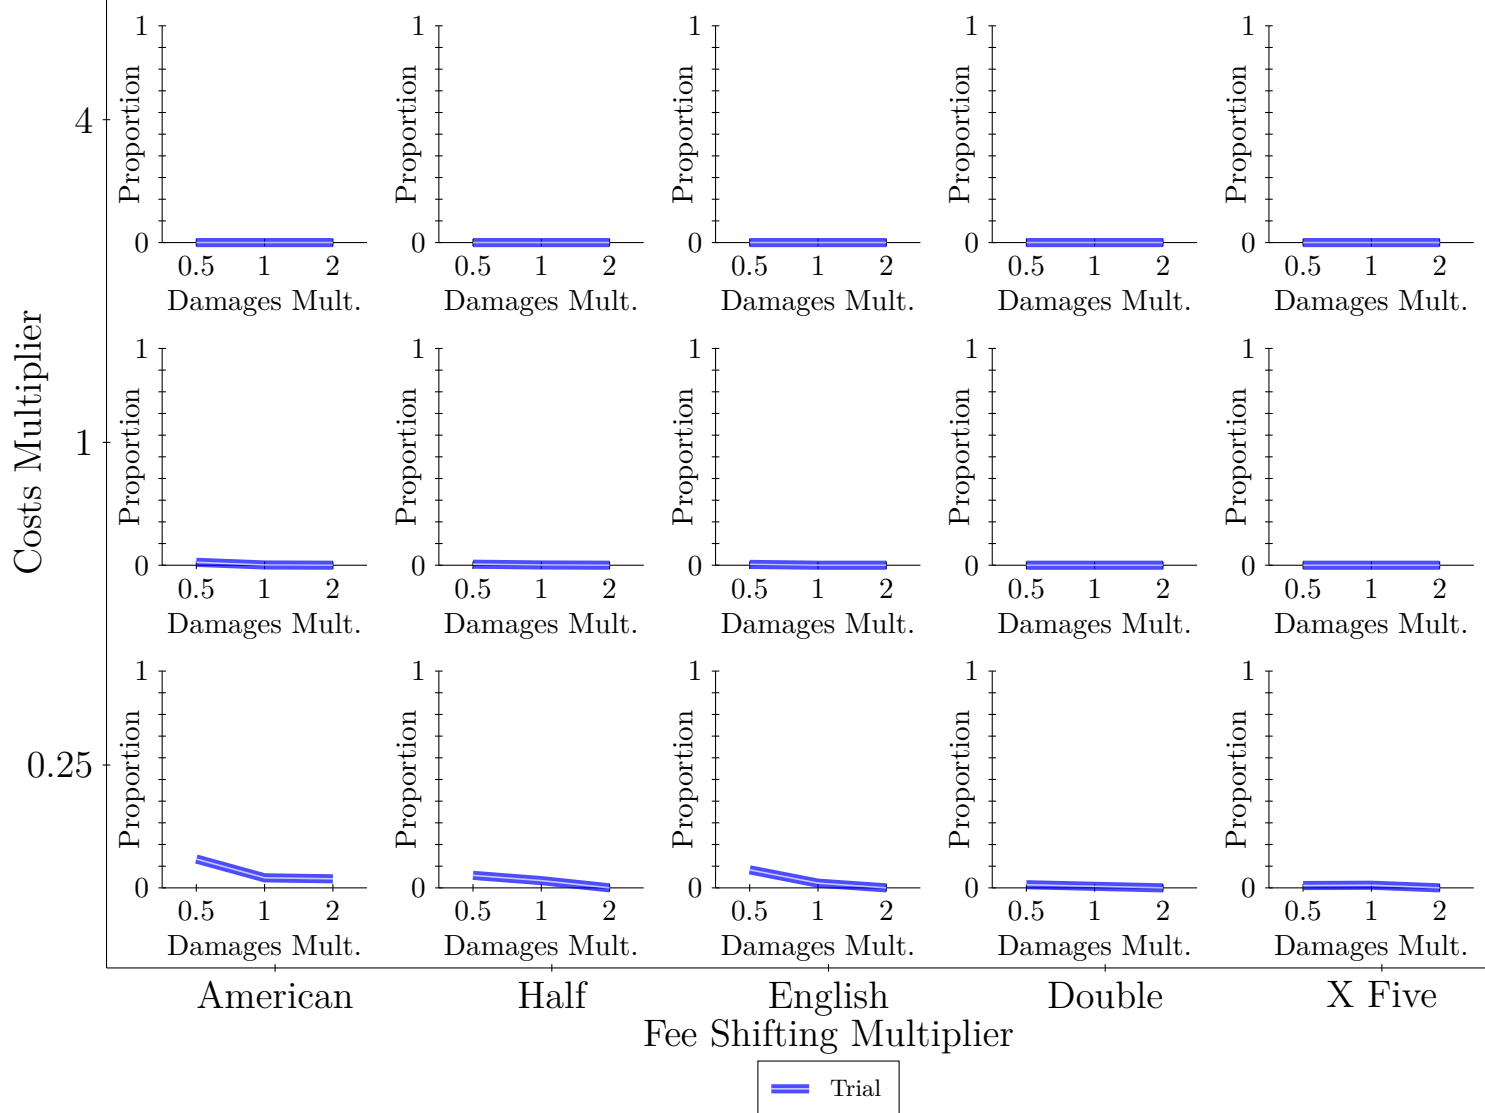 Costs Multiplier
4
1 1 1 1 1
Proportion Proportion Proportion Proportion Proportion
0 0 0 0 0
0.5 1 2 0.5 1 2 0.5 1 2 0.5 1 2 0.5 1 2
Damages Mult. Damages Mult. Damages Mult. Damages Mult. Damages Mult.
1
1 1 1 1 1
Proportion Proportion Proportion Proportion Proportion
0 0 0 0 0
0.5 1 2 0.5 1 2 0.5 1 2 0.5 1 2 0.5 1 2
Damages Mult. Damages Mult. Damages Mult. Damages Mult. Damages Mult.
0.25
1 1 1 1 1
Proportion Proportion Proportion Proportion Proportion
0 0 0 0 0
0.5 1 2 0.5 1 2 0.5 1 2 0.5 1 2 0.5 1 2
Damages Mult. Damages Mult. Damages Mult. Damages Mult. Damages Mult.
American Half English Double X Five
Fee Shifting Multiplier
Trial